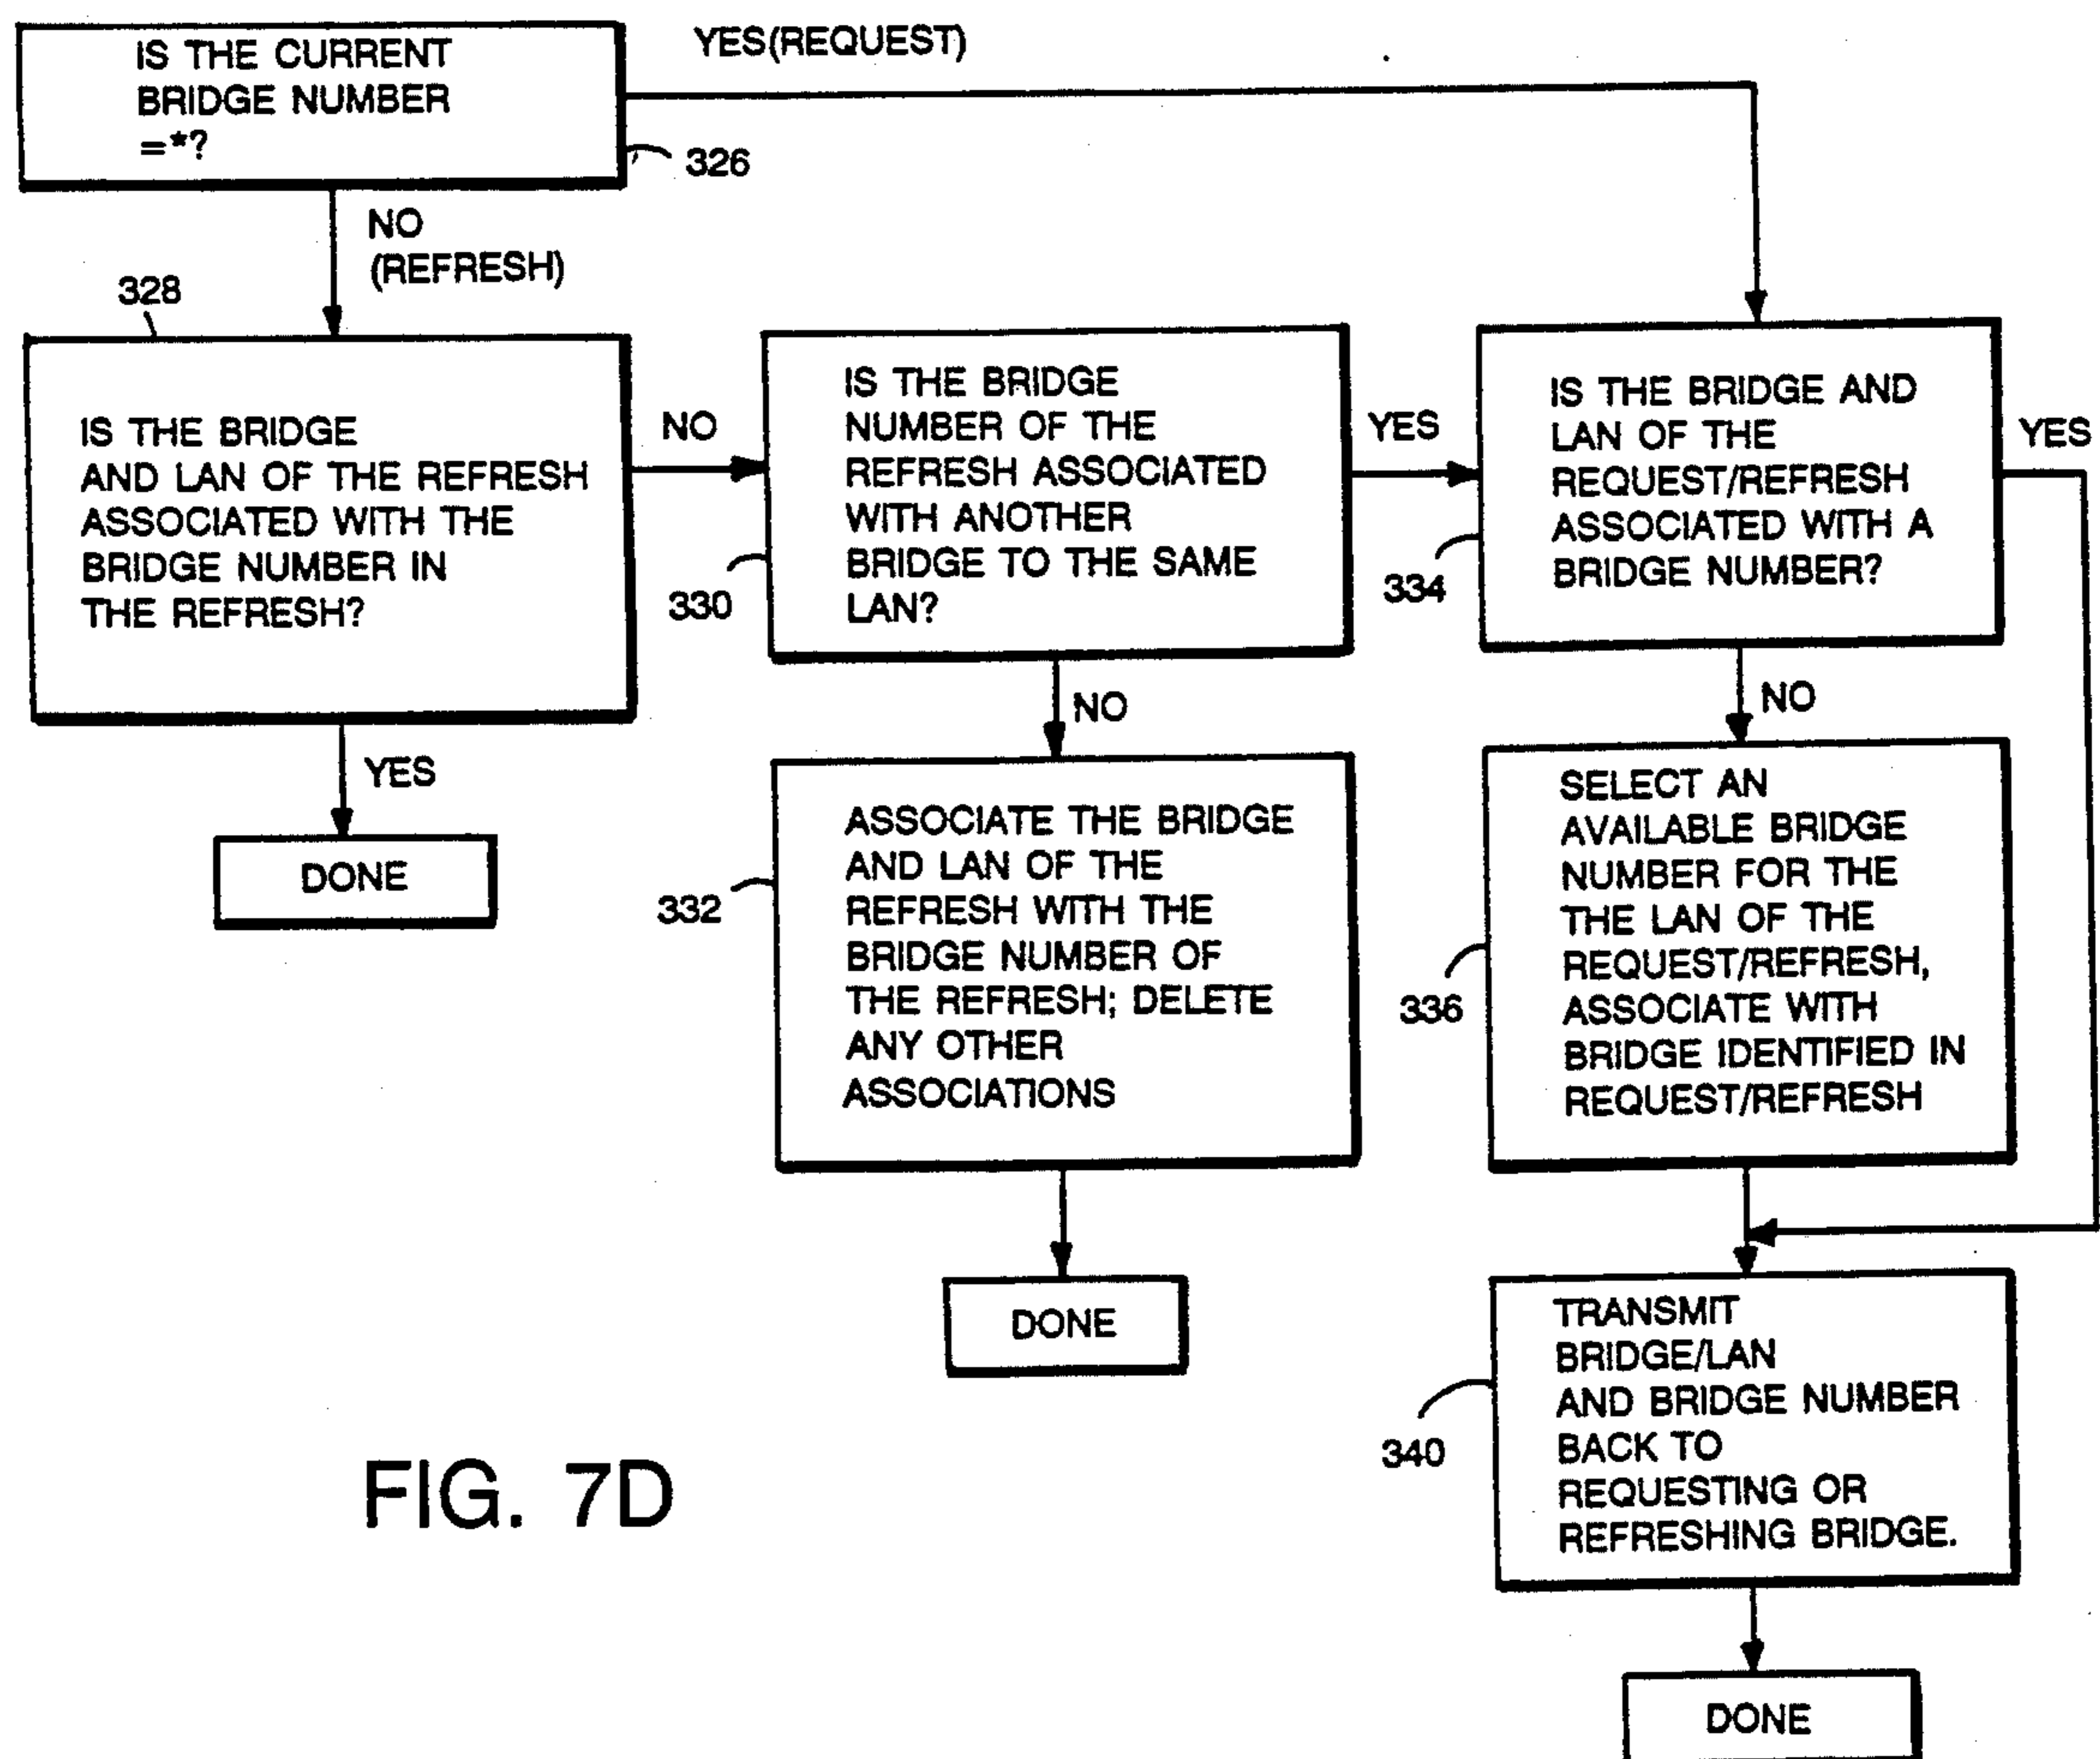 IS THE CURRENT
BRIDGE NUMBER
=*?
YES(REQUEST)
326
NO
(REFRESH)
328
IS THE BRIDGE
AND LAN OF THE REFRESH
ASSOCIATED WITH THE
BRIDGE NUMBER IN
THE REFRESH?
NO
YES
DONE
IS THE BRIDGE
NUMBER OF THE
REFRESH ASSOCIATED
WITH ANOTHER
BRIDGE TO THE SAME
LAN?
330
YES
NO
ASSOCIATE THE BRIDGE
AND LAN OF THE
REFRESH WITH THE
BRIDGE NUMBER OF
THE REFRESH; DELETE
ANY OTHER
ASSOCIATIONS
332
DONE
IS THE BRIDGE AND
LAN OF THE
REQUEST/REFRESH
ASSOCIATED WITH A
BRIDGE NUMBER?
334
YES
NO
SELECT AN
AVAILABLE BRIDGE
NUMBER FOR THE
THE LAN OF THE
REQUEST/REFRESH,
ASSOCIATE WITH
BRIDGE IDENTIFIED IN
REQUEST/REFRESH
336
TRANSMIT
BRIDGE/LAN
AND BRIDGE NUMBER
BACK TO
REQUESTING OR
REFRESHING BRIDGE.
340
DONE
FIG. 7D